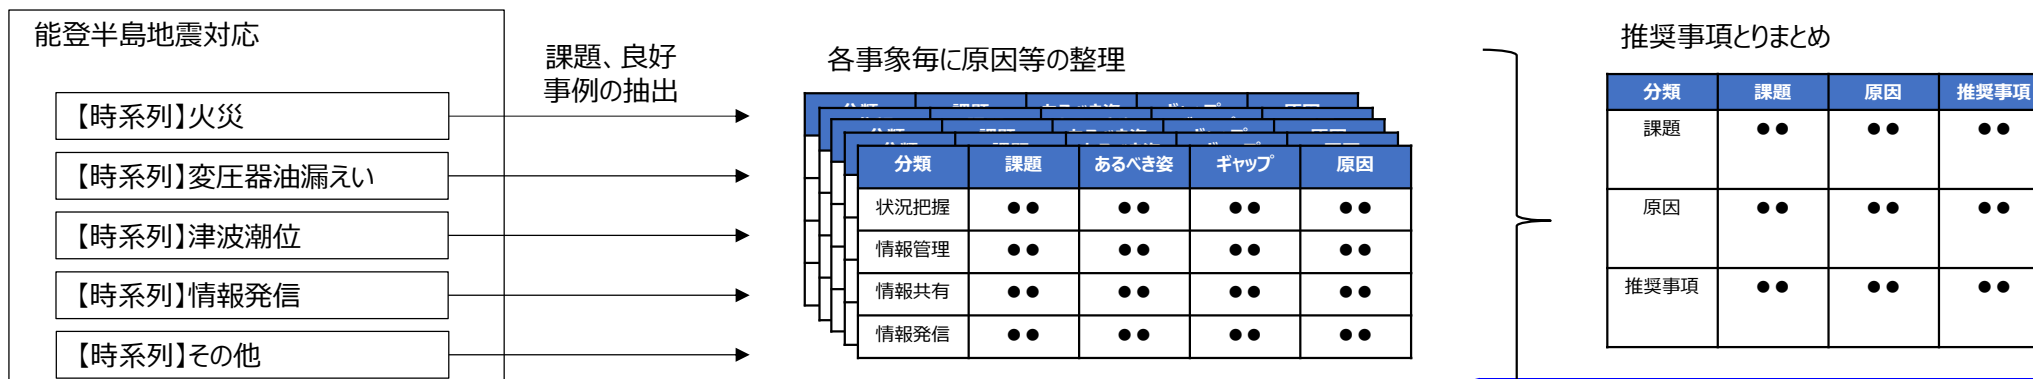 能登半島地震対応
【時系列】火災
【時系列】変圧器油漏えい
【時系列】津波潮位
【時系列】情報発信
【時系列】その他
課題、良好
事例の抽出
各事象毎に原因等の整理
分類 課題 あるべき姿 ギャップ 原因
状況把握 ●● ●● ●● ●●
情報管理 ●● ●● ●● ●●
情報共有 ●● ●● ●● ●●
情報発信 ●● ●● ●● ●●
推奨事項とりまとめ
分類 課題 原因 推奨事項
課題 ●● ●● ●●
原因 ●● ●● ●●
推奨事項 ●● ●● ●●